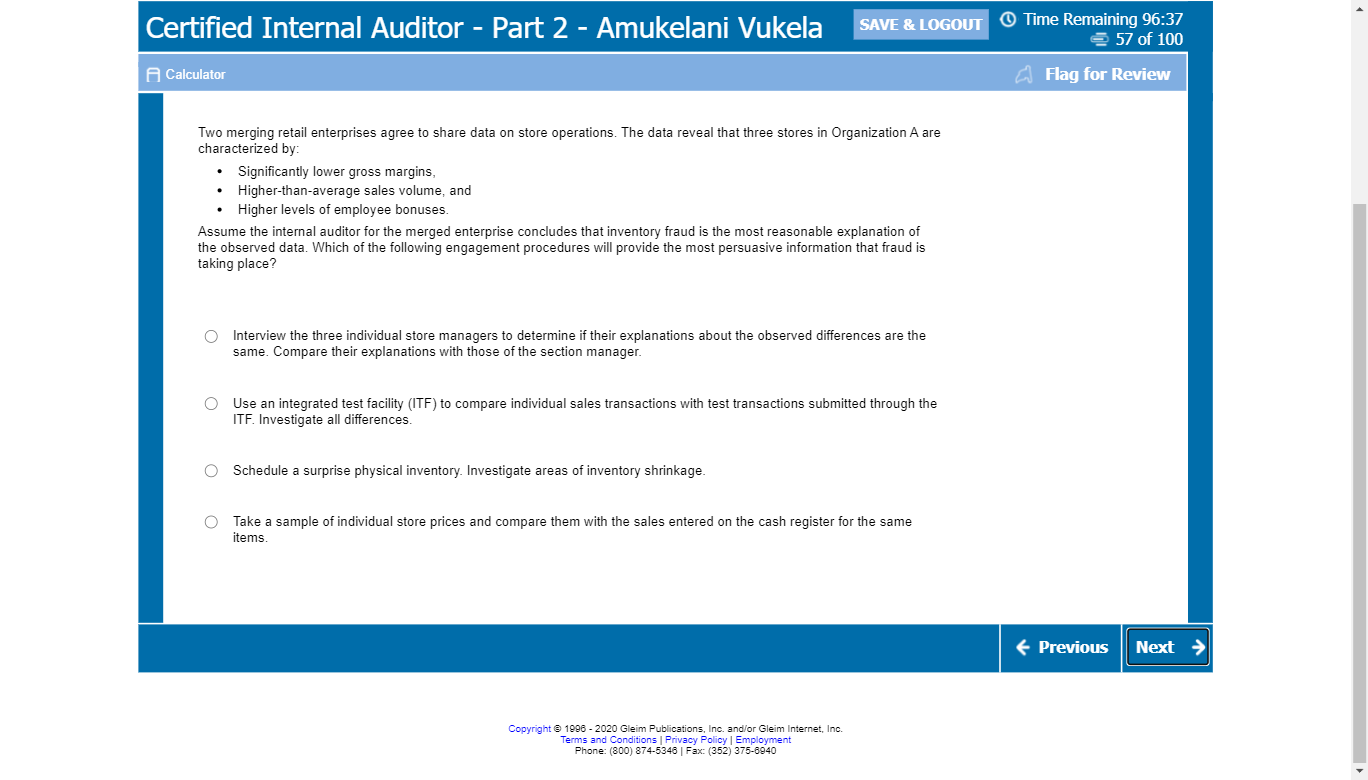 Certified Internal Auditor - Part 2 - Amukelani Vukela
SAVE & LOGOUT
Time Remaining 96:37
57 of 100
Calculator
Flag for Review
Two merging retail enterprises agree to share data on store operations. The data reveal that three stores in Organization A are
characterized by:
• Significantly lower gross margins,
• Higher-than-average sales volume, and
• Higher levels of employee bonuses.
Assume the internal auditor for the merged enterprise concludes that inventory fraud is the most reasonable explanation of
the observed data. Which of the following engagement procedures will provide the most persuasive information that fraud is
taking place?
Interview the three individual store managers to determine if their explanations about the observed differences are the
same. Compare their explanations with those of the section manager.
Use an integrated test facility (ITF) to compare individual sales transactions with test transactions submitted through the
ITF. Investigate all differences.
Schedule a surprise physical inventory. Investigate areas of inventory shrinkage.
Take a sample of individual store prices and compare them with the sales entered on the cash register for the same
items.
Previous
Next
Copyright © 1996 - 2020 Gleim Publications, Inc. and/or Gleim Internet, Inc.
Terms and Conditions | Privacy Policy | Employment
Phone: (800) 874-5346 | Fax: (352) 375-6940